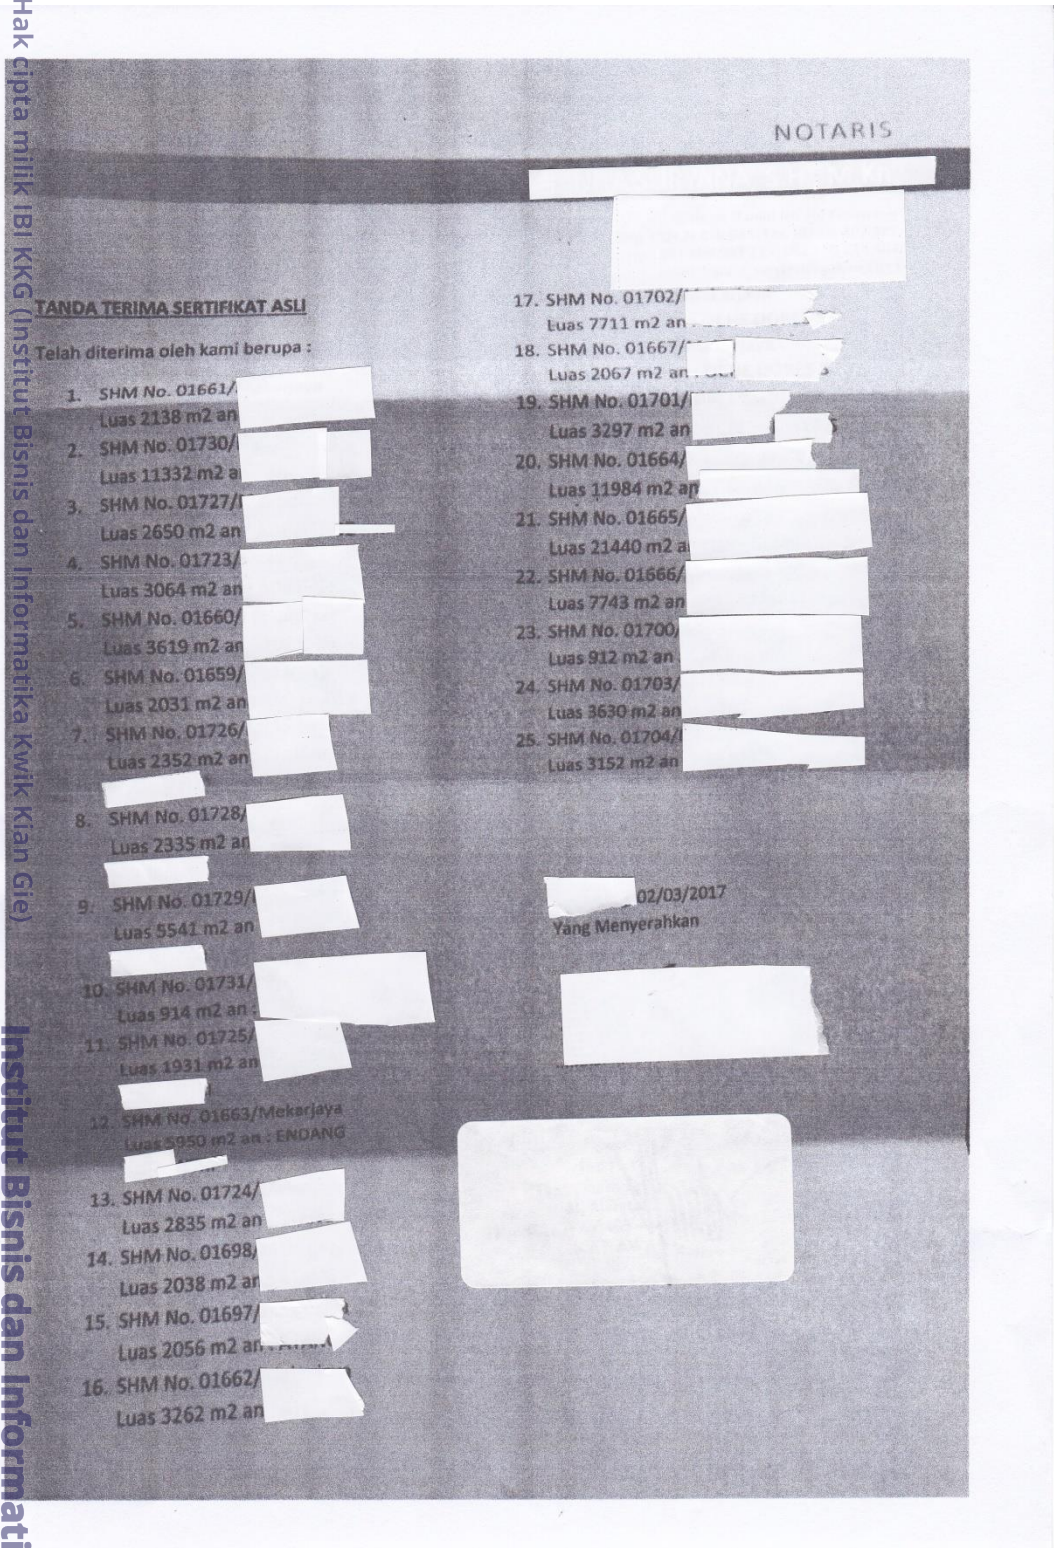 Hak cipta milik IBI KKG (Institut Bisnis dan Informatika Kwik Kian Gie)
Institut Bisnis dan Informati
NOTARIS
TANDA TERIMA SERTIFIKAT ASLI
Telah diterima oleh kami berupa :
1. SHM No. 01661/
Luas 2138 m2 an
2. SHM No. 01730/
Luas 11332 m2 a
3. SHM No. 01727/
Luas 2650 m2 an
4. SHM No. 01723/
Luas 3064 m2 an
5. SHM No. 01660/
Luas 3619 m2 an
6. SHM No. 01659/
Luas 2031 m2 an
7. SHM No. 01726/
Luas 2352 m2 an
8. SHM No. 01728/
Luas 2335 m2 an
9. SHM No. 01729/
Luas 5541 m2 an
10. SHM No. 01731/
Luas 914 m2 an :
11. SHM No. 01725/
Luas 1931 m2 an
12. SHM No. 01663/Mekarjaya
Luas 5950 m2 an : ENDANG
13. SHM No. 01724/
Luas 2835 m2 an
14. SHM No. 01698/
Luas 2038 m2 an
15. SHM No. 01697/
Luas 2056 m2 an
16. SHM No. 01662/
Luas 3262 m2 an
17. SHM No. 01702/
Luas 7711 m2 an
18. SHM No. 01667/
Luas 2067 m2 an
19. SHM No. 01701/
Luas 3297 m2 an
20. SHM No. 01664/
Luas 11984 m2 an
21. SHM No. 01665/
Luas 21440 m2 a
22. SHM No. 01666/
Luas 7743 m2 an
23. SHM No. 01700/
Luas 912 m2 an
24. SHM No. 01703/
Luas 3630 m2 an
25. SHM No. 01704/
Luas 3152 m2 an
02/03/2017
Yang Menyerahkan